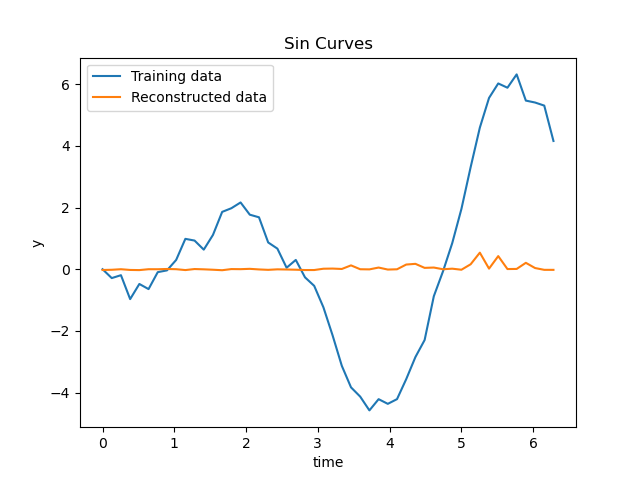 Sin Curves
Training data
Reconstructed data
6
4
2
0
−2
−4
y
0 1 2 3 4 5 6
time